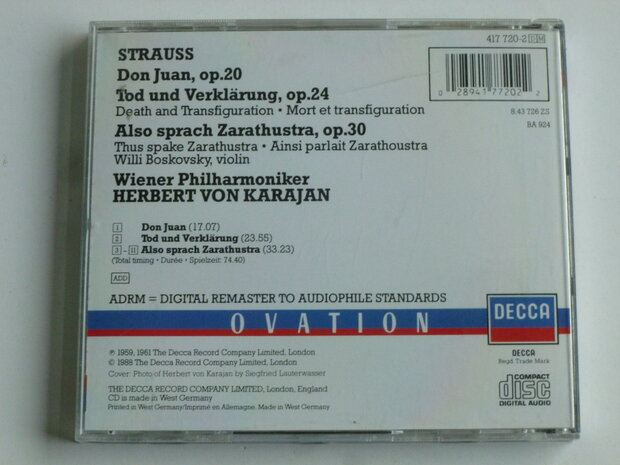 417 720-2 DM
STRAUSS
Don Juan, op.20
Tod und Verklärung, op.24
Death and Transfiguration • Mort et transfiguration
Also sprach Zarathustra, op.30
Thus spake Zarathustra • Ainsi parlait Zarathoustra
Willi Boskovsky, violin
0 28941 77202 2
8.43 726 ZS
BA 924
Wiener Philharmoniker
HERBERT VON KARAJAN
1 Don Juan (17.07)
2 Tod und Verklärung (23.55)
3 - 11 Also sprach Zarathustra (33.23)
(Total timing • Durée • Spielzeit: 74.40)
ADD
ADRM = DIGITAL REMASTER TO AUDIOPHILE STANDARDS
OVATION
DECCA
DECCA
Regd. Trade Mark
℗ 1959, 1961 The Decca Record Company Limited, London
© 1988 The Decca Record Company Limited, London
Cover: Photo of Herbert von Karajan by Siegfried Lauterwasser
THE DECCA RECORD COMPANY LIMITED, London, England
CD is made in West Germany
Printed in West Germany/Imprimé en Allemagne. Made in West Germany
COMPACT
disc
DIGITAL AUDIO